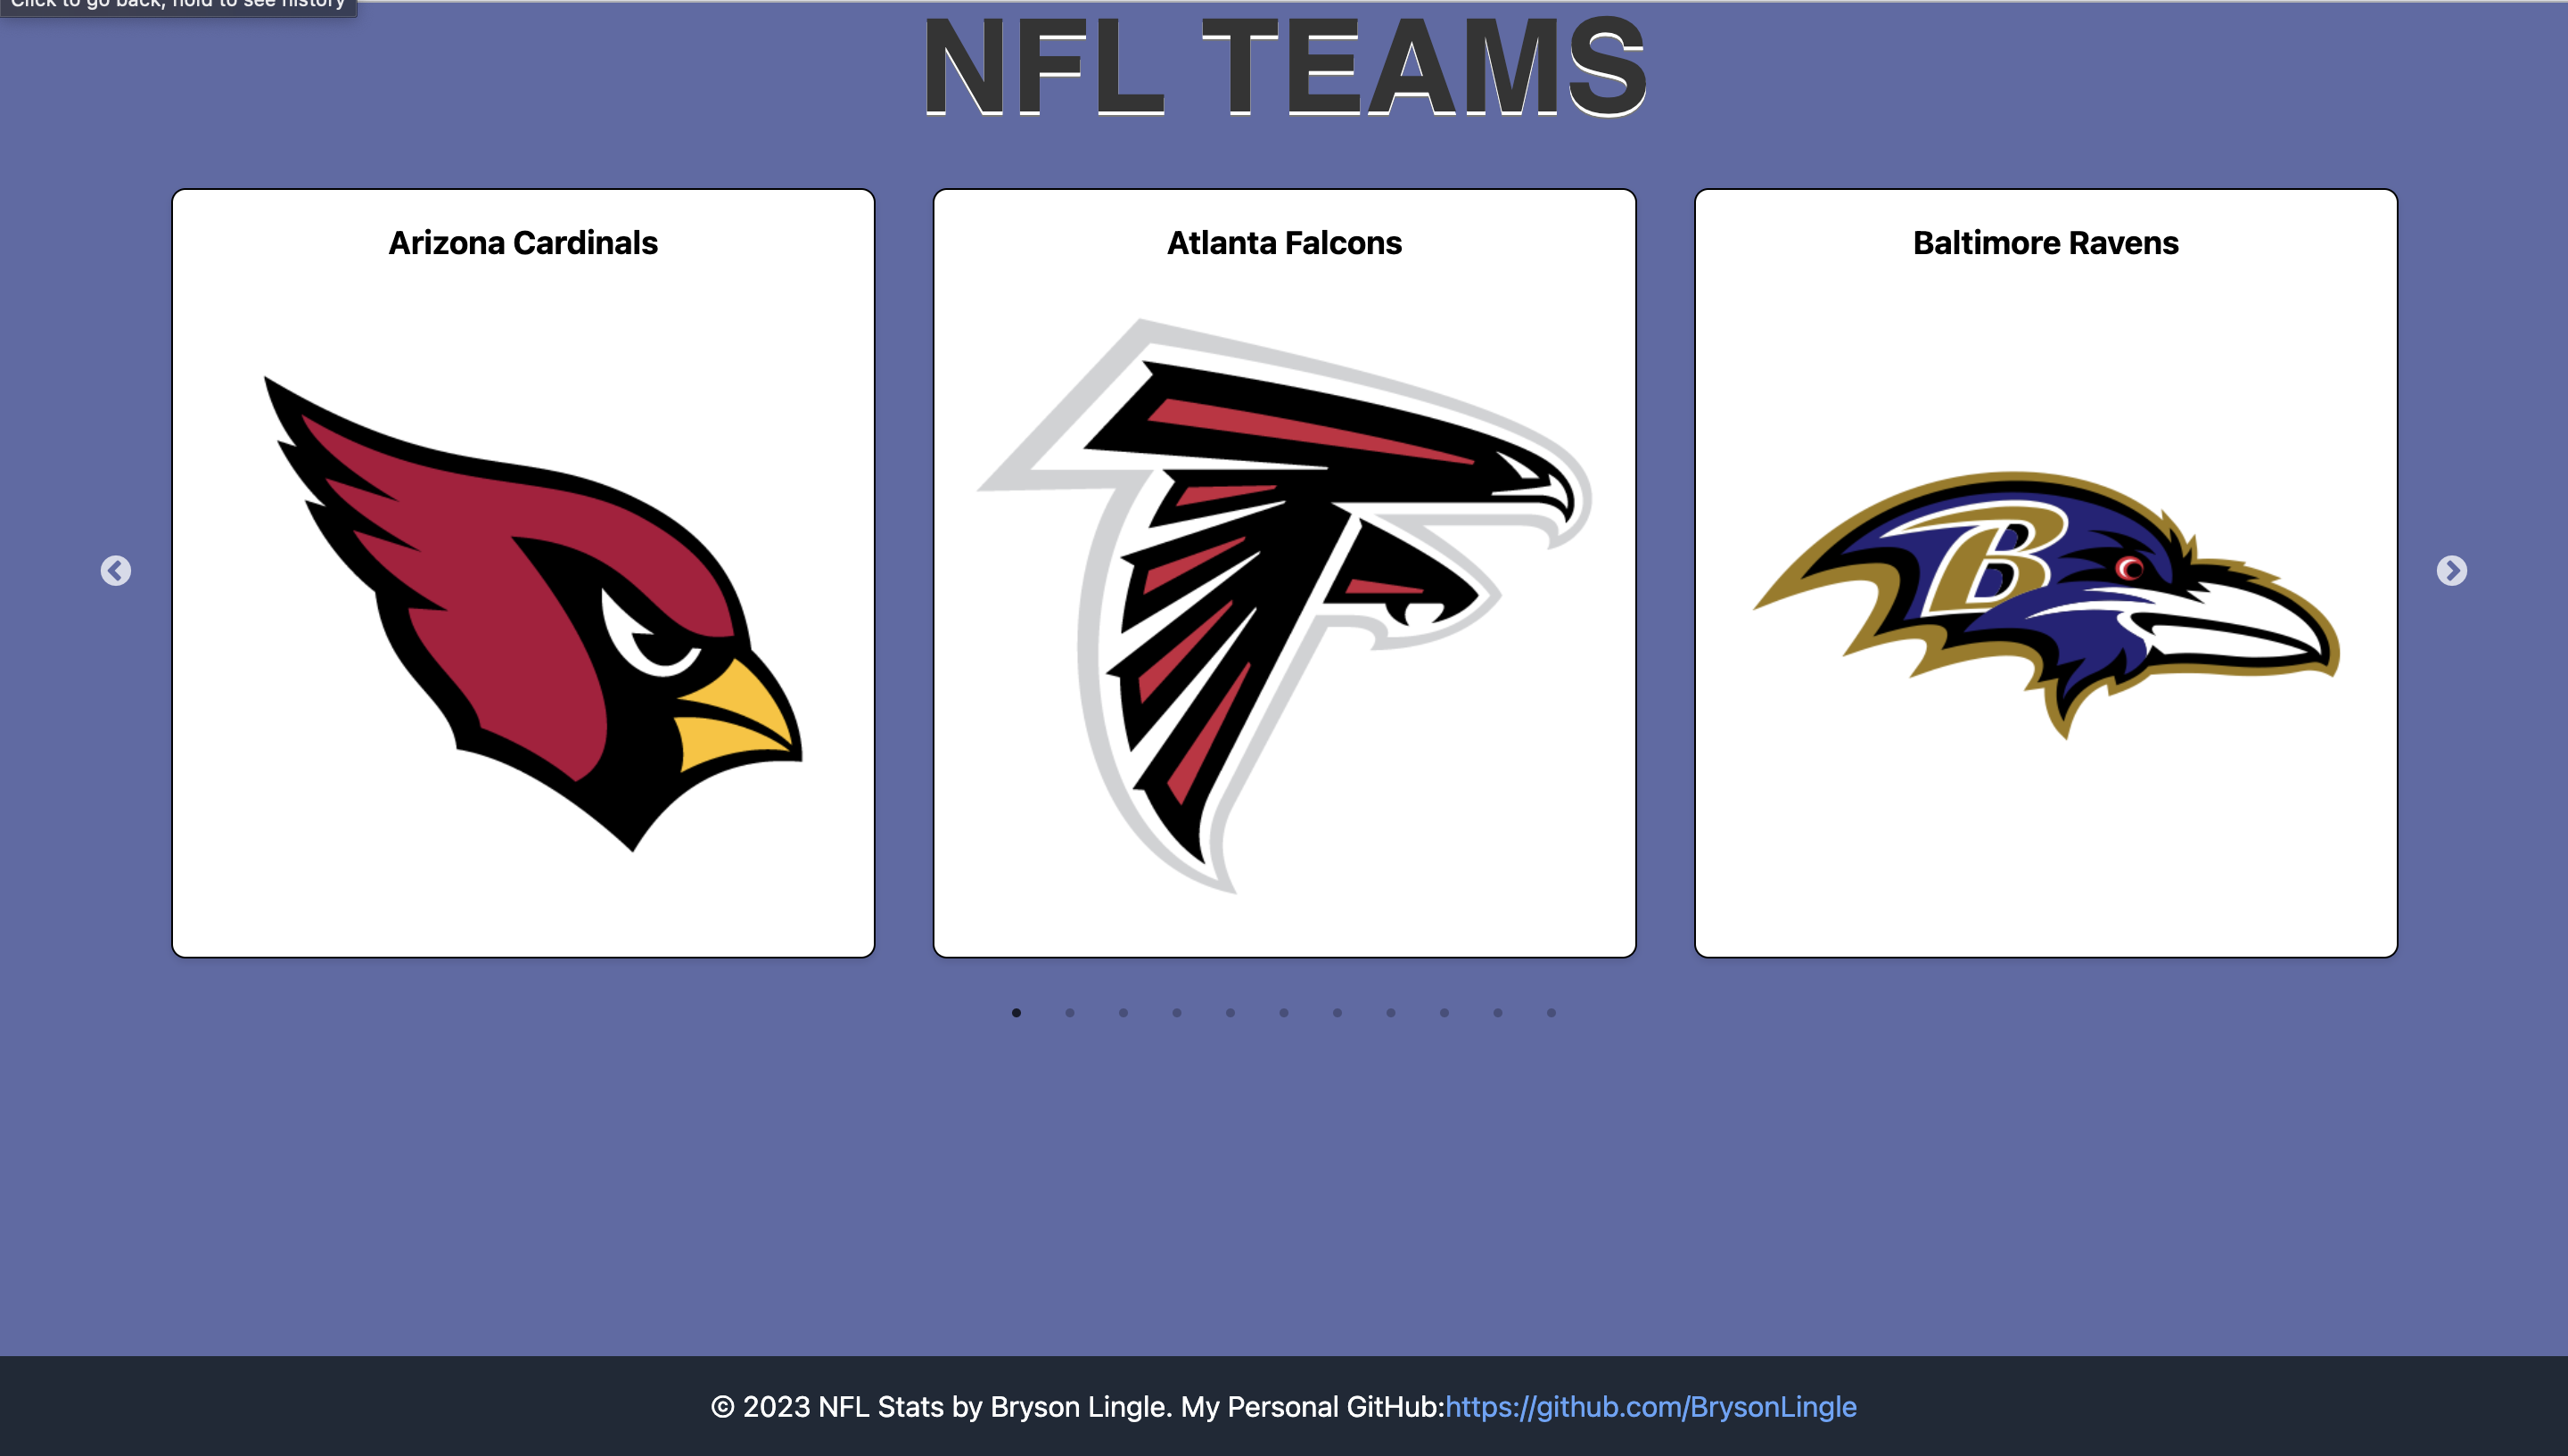 Click to go back, hold to see history
NFL TEAMS
Arizona Cardinals
Atlanta Falcons
Baltimore Ravens
B
© 2023 NFL Stats by Bryson Lingle. My Personal GitHub:https://github.com/BrysonLingle